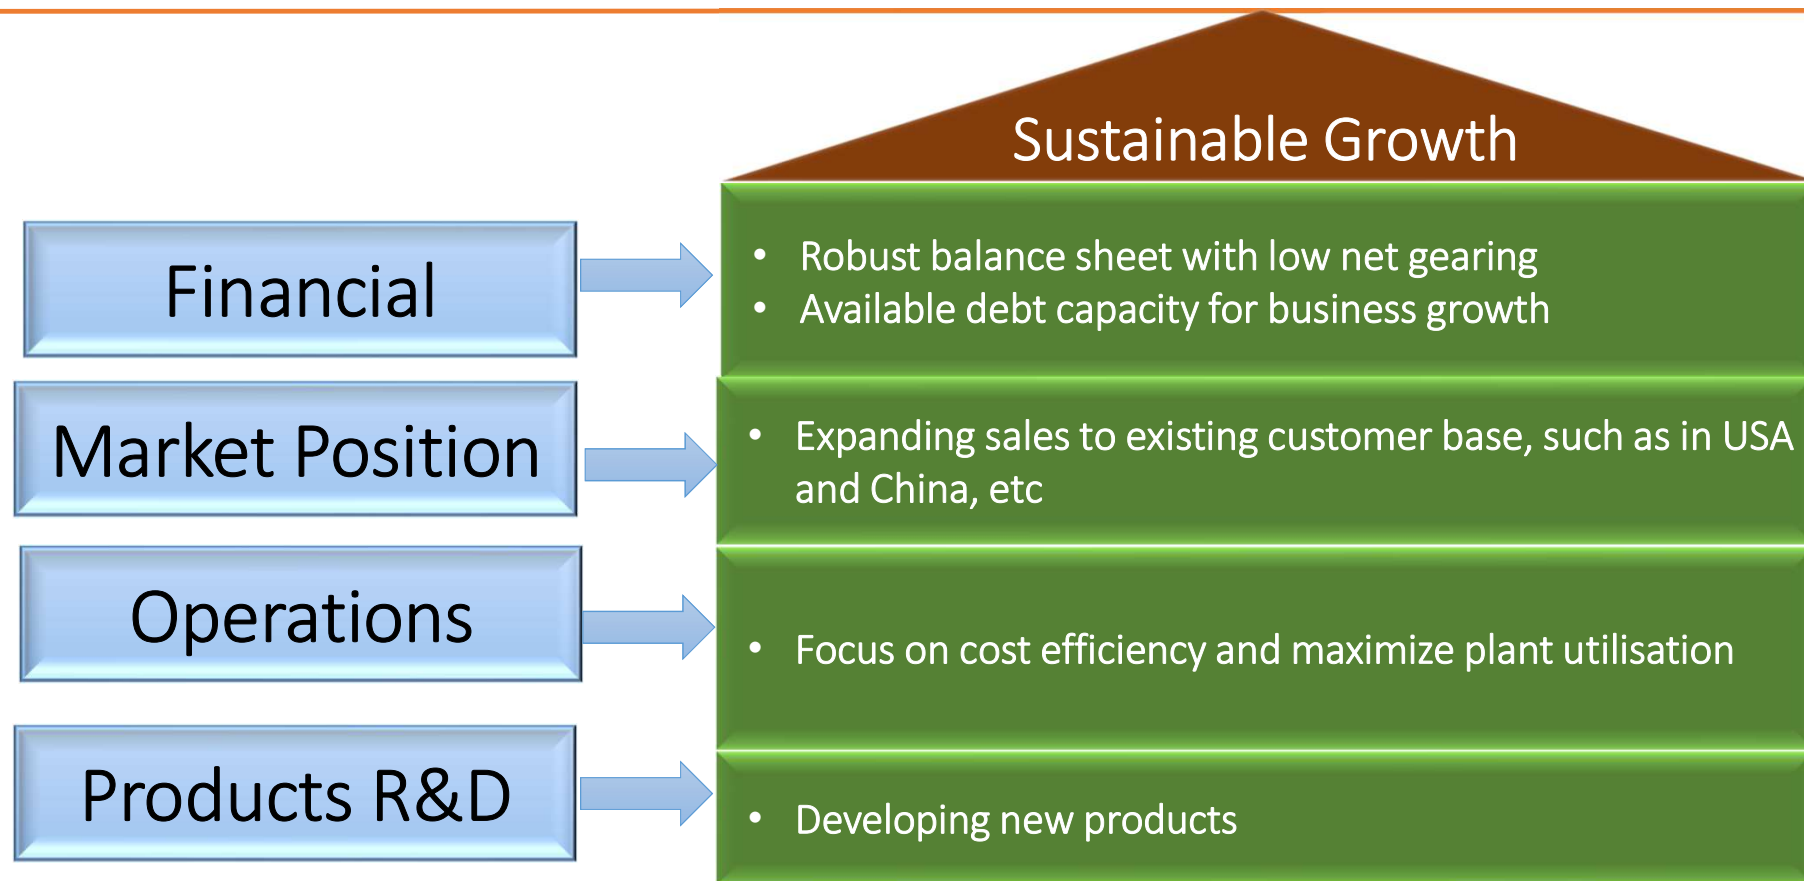 Sustainable Growth
Financial
• Robust balance sheet with low net gearing
• Available debt capacity for business growth
Market Position
• Expanding sales to existing customer base, such as in USA
and China, etc
Operations
• Focus on cost efficiency and maximize plant utilisation
Products R&D
• Developing new products